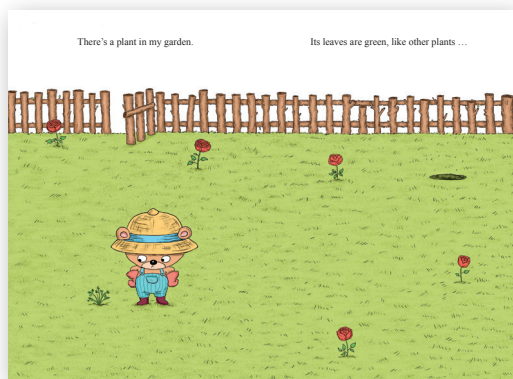 There’s a plant in my garden.
Its leaves are green, like other plants …